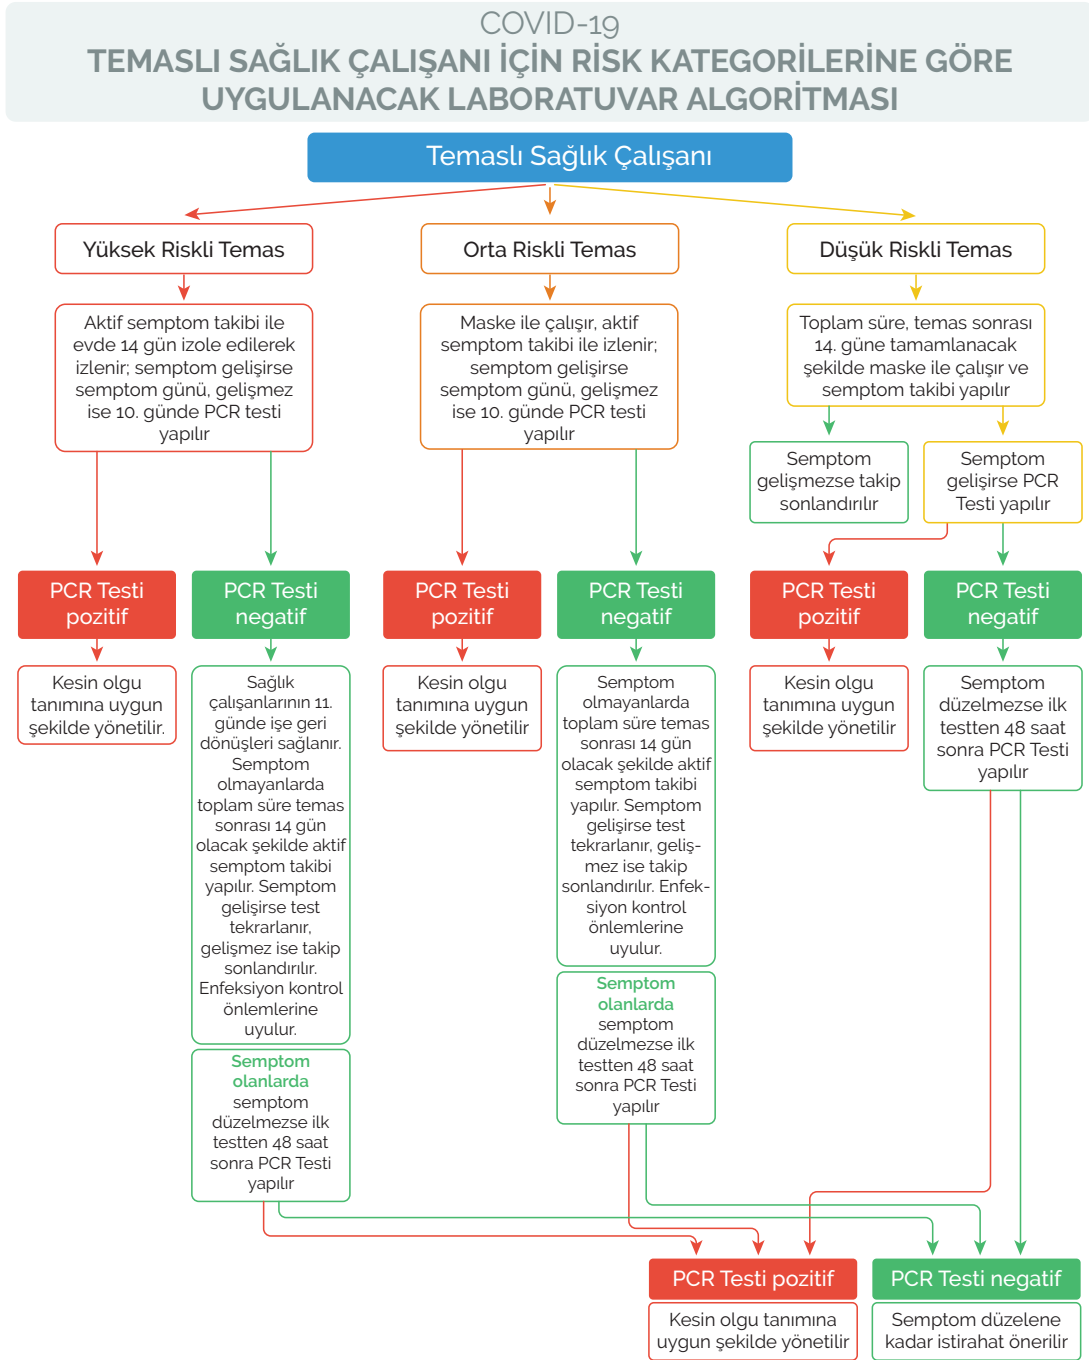 COVID-19
TEMASLI SAĞLIK ÇALIŞANI İÇİN RİSK KATEGORİLERİNE GÖRE
UYGULANACAK LABORATUVAR ALGORİTMASI
Temaslı Sağlık Çalışanı
Yüksek Riskli Temas
Aktif semptom takibi ile
evde 14 gün izole edilerek
izlenir; semptom gelişirse
semptom günü, gelişmez
ise 10. günde PCR testi
yapılır
PCR Testi
pozitif
Kesin olgu
tanımına uygun
şekilde yönetilir.
PCR Testi
negatif
Sağlık
çalışanlarının 11.
günde işe geri
dönüşleri sağlanır.
Semptom
olmayanlarda
toplam süre temas
sonrası 14 gün
olacak şekilde aktif
semptom takibi
yapılır. Semptom
gelişirse test
tekrarlanır,
gelişmez ise takip
sonlandırılır.
Enfeksiyon kontrol
önlemlerine
uyulur.
Semptom
olanlarda
semptom
düzelmezse ilk
testten 48 saat
sonra PCR Testi
yapılır
Orta Riskli Temas
Maske ile çalışır, aktif
semptom takibi ile izlenir;
semptom gelişirse
semptom günü, gelişmez
ise 10. günde PCR testi
yapılır
PCR Testi
pozitif
Kesin olgu
tanımına uygun
şekilde yönetilir
PCR Testi
negatif
Semptom
olmayanlarda
toplam süre temas
sonrası 14 gün
olacak şekilde aktif
semptom takibi
yapılır. Semptom
gelişirse test
tekrarlanır, geliş-
mez ise takip
sonlandırılır. Enfek-
siyon kontrol
önlemlerine
uyulur.
Semptom
olanlarda
semptom
düzelmezse ilk
testten 48 saat
sonra PCR Testi
yapılır
Düşük Riskli Temas
Toplam süre, temas sonrası
14. güne tamamlanacak
şekilde maske ile çalışır ve
semptom takibi yapılır
Semptom
gelişmezse takip
sonlandırılır
Semptom
gelişirse PCR
Testi yapılır
PCR Testi
pozitif
Kesin olgu
tanımına uygun
şekilde yönetilir
PCR Testi
negatif
Semptom
düzelmezse ilk
testten 48 saat
sonra PCR Testi
yapılır
PCR Testi pozitif
Kesin olgu tanımına
uygun şekilde yönetilir
PCR Testi negatif
Semptom düzelene
kadar istirahat önerilir